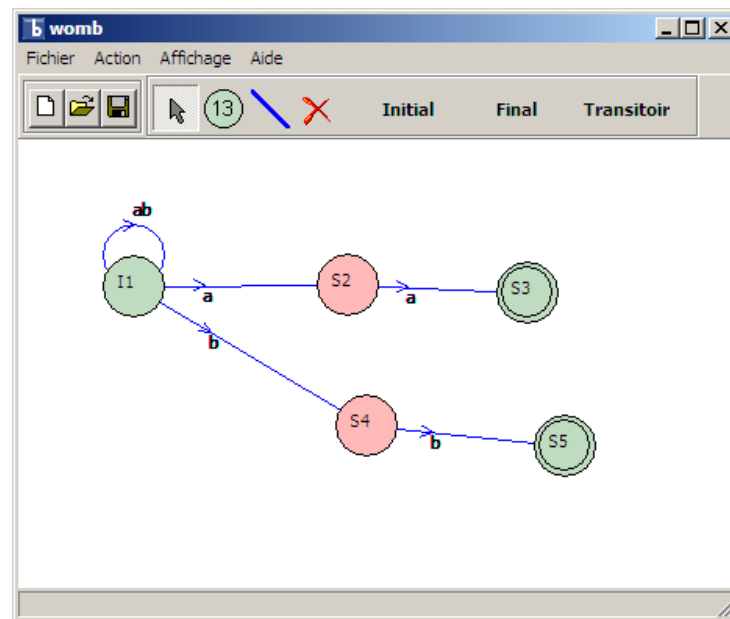 womb
Fichier Action Affichage Aide
13 Initial Final Transitoir
ab
I1 S2 S3
a a
b
S4 S5
b